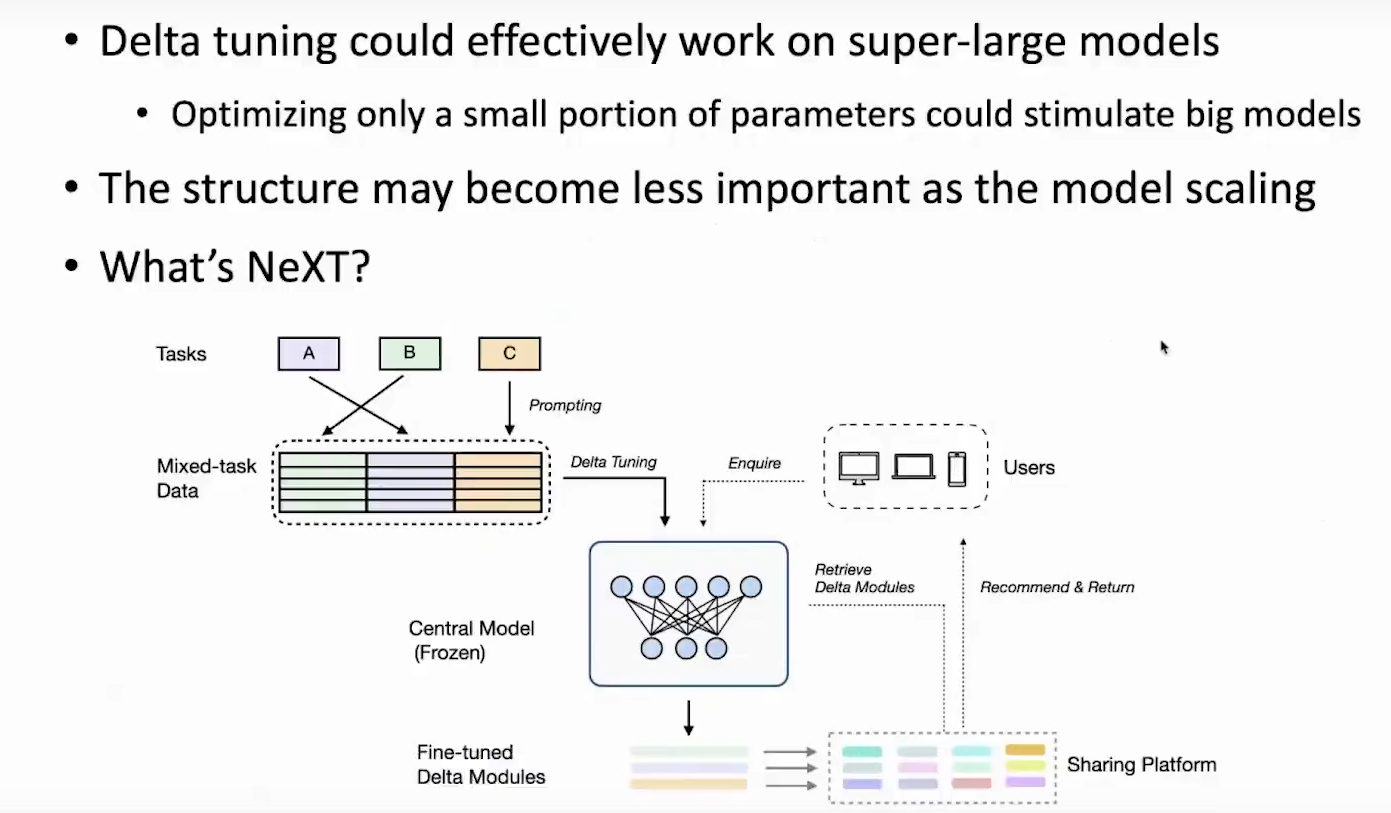 • Delta tuning could effectively work on super-large models
• Optimizing only a small portion of parameters could stimulate big models
• The structure may become less important as the model scaling
• What's NeXT?
Tasks
A
B
C
Prompting
Mixed-task
Data
Delta Tuning
Enquire
Users
Retrieve
Delta Modules
Recommend & Return
Central Model
(Frozen)
Fine-tuned
Delta Modules
Sharing Platform